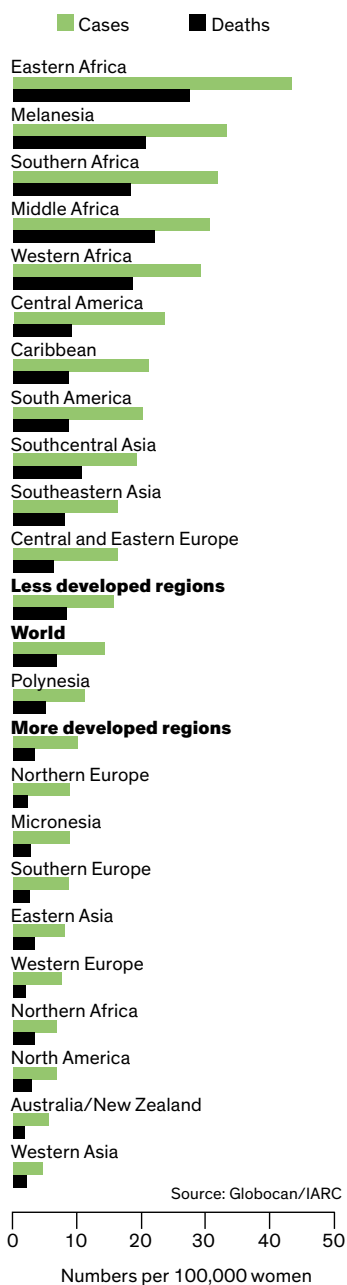 Cases Deaths
Eastern Africa
Melanesia
Southern Africa
Middle Africa
Western Africa
Central America
Caribbean
South America
Southcentral Asia
Southeastern Asia
Central and Eastern Europe
Less developed regions
World
Polynesia
More developed regions
Northern Europe
Micronesia
Southern Europe
Eastern Asia
Western Europe
Northern Africa
North America
Australia/New Zealand
Western Asia
Source: Globocan/IARC
0 10 20 30 40 50
Numbers per 100,000 women